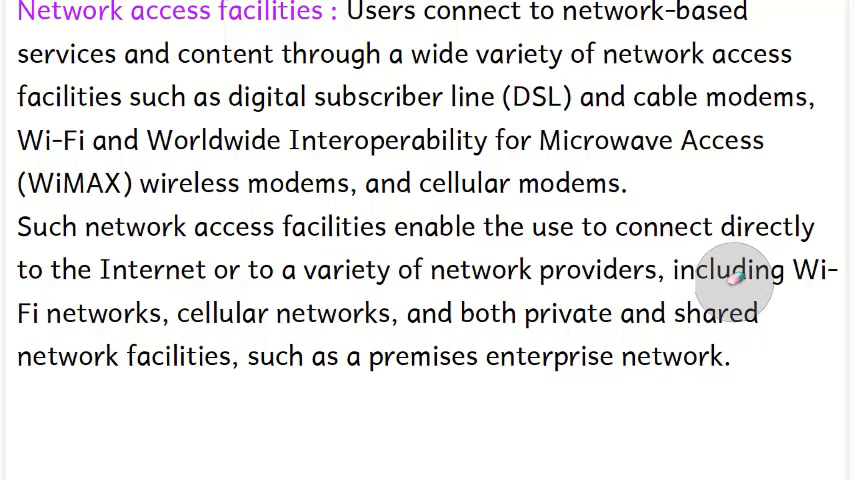 Network access facilities : Users connect to network-based
services and content through a wide variety of network access
facilities such as digital subscriber line (DSL) and cable modems,
Wi-Fi and Worldwide Interoperability for Microwave Access
(WiMAX) wireless modems, and cellular modems.
Such network access facilities enable the use to connect directly
to the Internet or to a variety of network providers, including Wi-
Fi networks, cellular networks, and both private and shared
network facilities, such as a premises enterprise network.